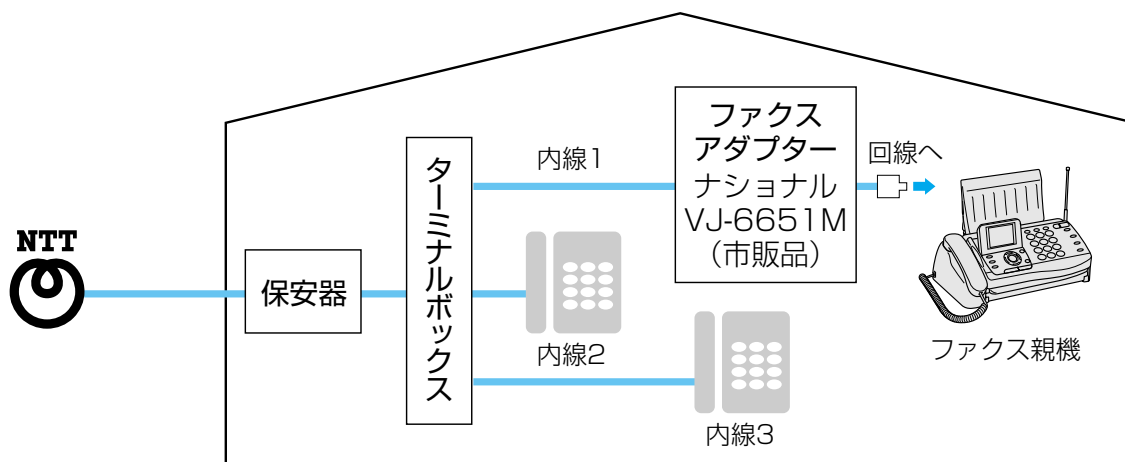 NTT
保安器
ターミナルボックス
内線1
内線2
内線3
ファクス
アダプター
ナショナル
VJ-6651M
（市販品）
回線へ
ファクス親機